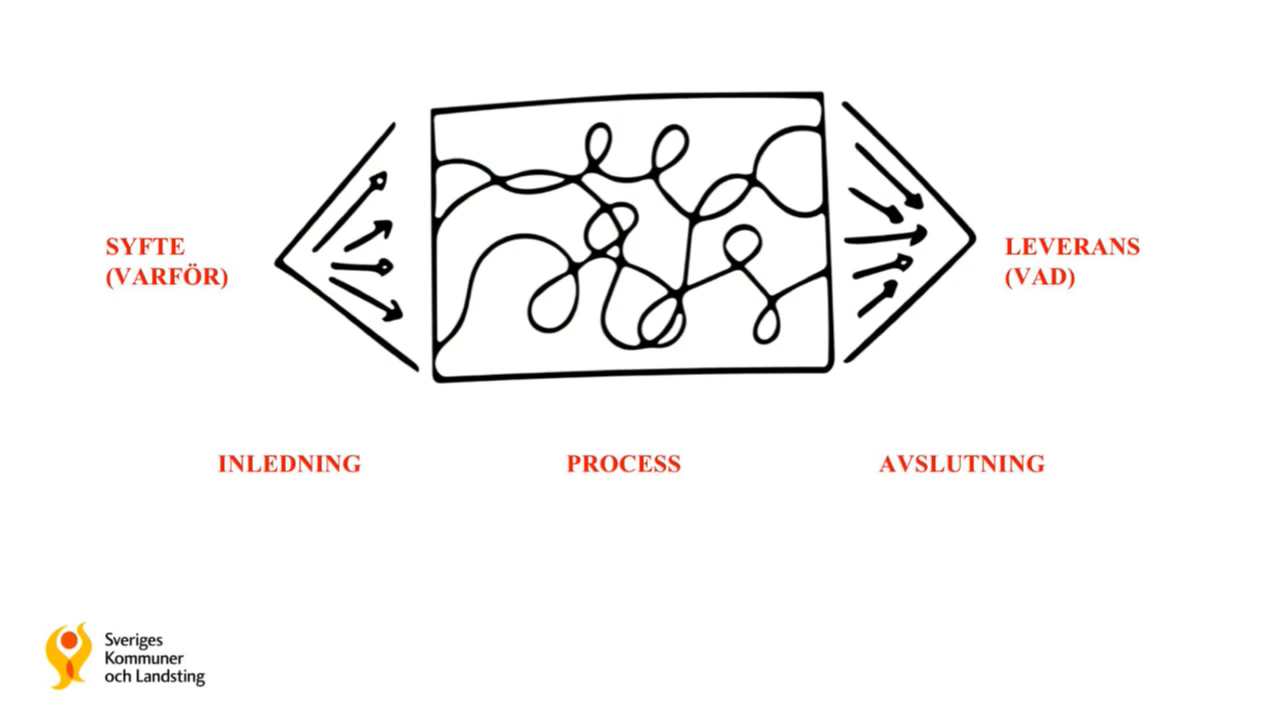 SYFTE
(VARFÖR)
LEVERANS
(VAD)
INLEDNING
PROCESS
AVSLUTNING
Sveriges
Kommuner
och Landsting